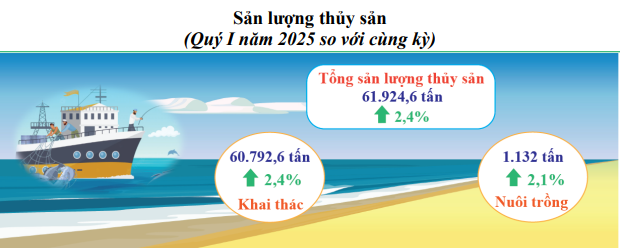 Sản lượng thủy sản
(Quý I năm 2025 so với cùng kỳ)
Tổng sản lượng thủy sản
61.924,6 tấn
2,4%
60.792,6 tấn
2,4%
Khai thác
1.132 tấn
2,1%
Nuôi trồng